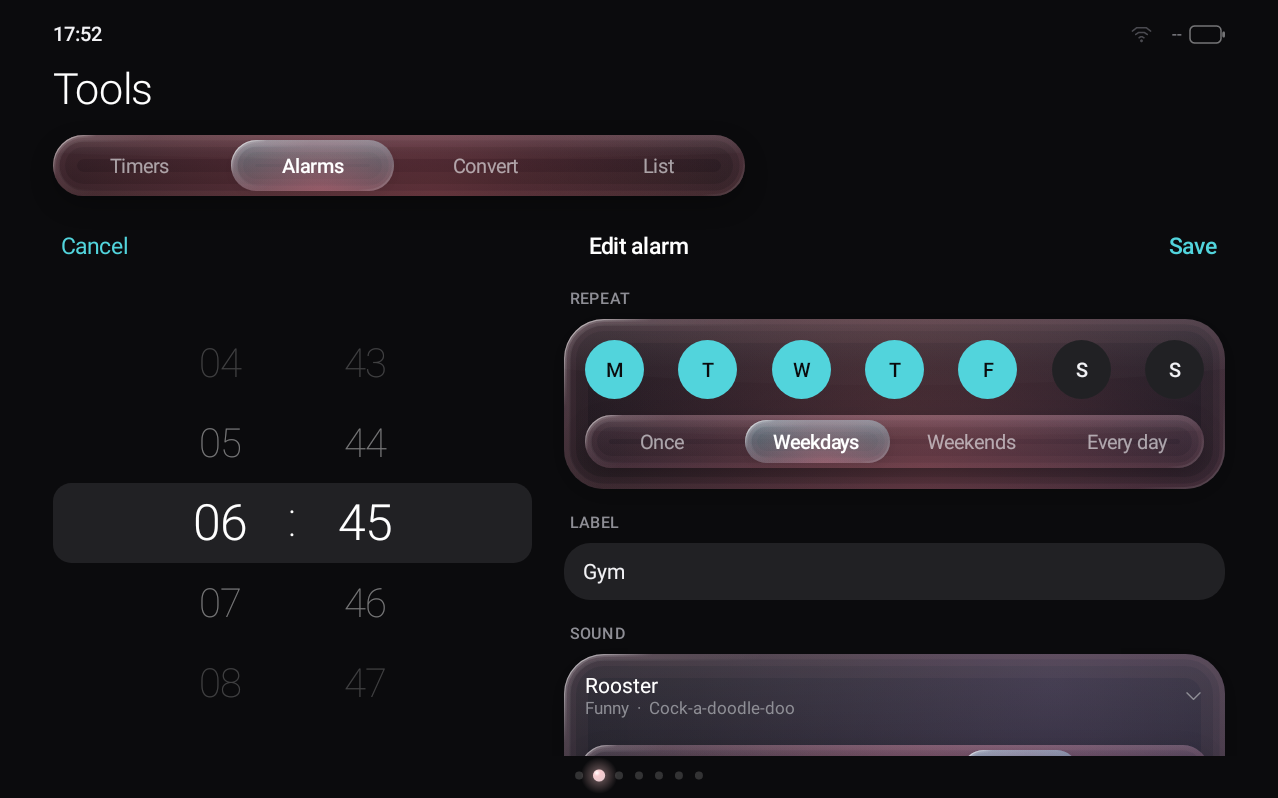 17:52
--
Tools
Timers Alarms Convert List
Cancel Edit alarm Save
REPEAT
M T W T F S S
Once Weekdays Weekends Every day
04 43
05 44
06 : 45
07 46
08 47
LABEL
Gym
SOUND
Rooster
Funny · Cock-a-doodle-doo